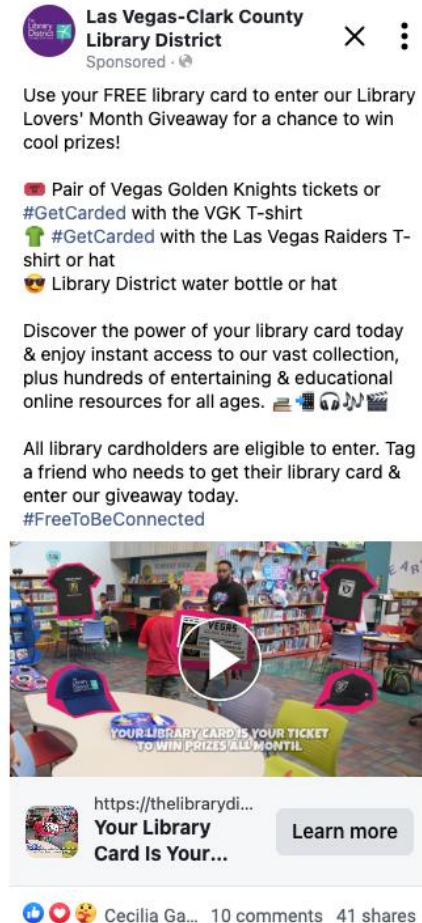 Las Vegas-Clark County
Library District
Sponsored ·
Use your FREE library card to enter our Library
Lovers' Month Giveaway for a chance to win
cool prizes!
Pair of Vegas Golden Knights tickets or
#GetCarded with the VGK T-shirt
#GetCarded with the Las Vegas Raiders T-
shirt or hat
Library District water bottle or hat
Discover the power of your library card today
& enjoy instant access to our vast collection,
plus hundreds of entertaining & educational
online resources for all ages.
All library cardholders are eligible to enter. Tag
a friend who needs to get their library card &
enter our giveaway today.
#FreeToBeConnected
VEGAS
YOUR LIBRARY CARD IS YOUR TICKET
TO WIN PRIZES ALL MONTH.
https://thelibrarydi...
Your Library
Card Is Your...
Learn more
Cecilia Ga... 10 comments 41 shares